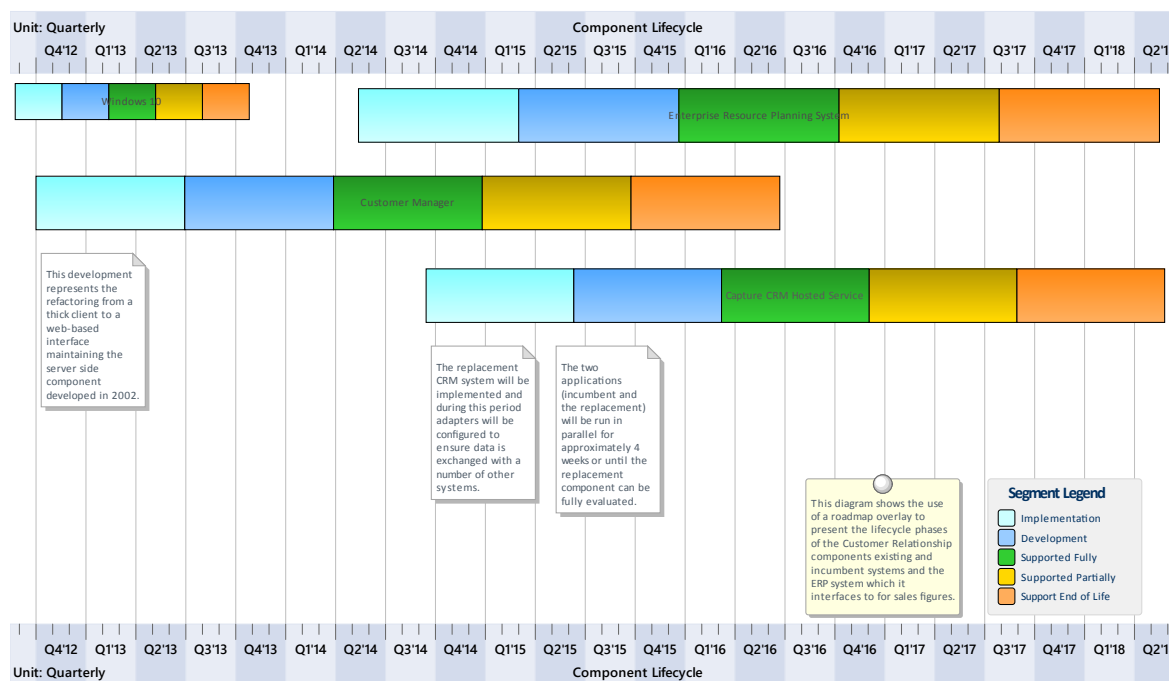 Unit: Quarterly Component Lifecycle
Q4'12 Q1'13 Q2'13 Q3'13 Q4'13 Q1'14 Q2'14 Q3'14 Q4'14 Q1'15 Q2'15 Q3'15 Q4'15 Q1'16 Q2'16 Q3'16 Q4'16 Q1'17 Q2'17 Q3'17 Q4'17 Q1'18 Q2'1
Windows 10
Enterprise Resource Planning System
Customer Manager
Capture CRM Hosted Service
This development
represents the
refactoring from a
thick client to a
web-based
interface
maintaining the
server side
component
developed in 2002.
The replacement
CRM system will be
implemented and
during this period
adapters will be
configured to
ensure data is
exchanged with a
number of other
systems.
The two
applications
(incumbent and
the replacement)
will be run in
parallel for
approximately 4
weeks or until the
replacement
component can be
fully evaluated.
This diagram shows the use
of a roadmap overlay to
present the lifecycle phases
of the Customer Relationship
components existing and
incumbent systems and the
ERP system which it
interfaces to for sales figures.
Segment Legend
Implementation
Development
Supported Fully
Supported Partially
Support End of Life
Q4'12 Q1'13 Q2'13 Q3'13 Q4'13 Q1'14 Q2'14 Q3'14 Q4'14 Q1'15 Q2'15 Q3'15 Q4'15 Q1'16 Q2'16 Q3'16 Q4'16 Q1'17 Q2'17 Q3'17 Q4'17 Q1'18 Q2'1
Unit: Quarterly Component Lifecycle